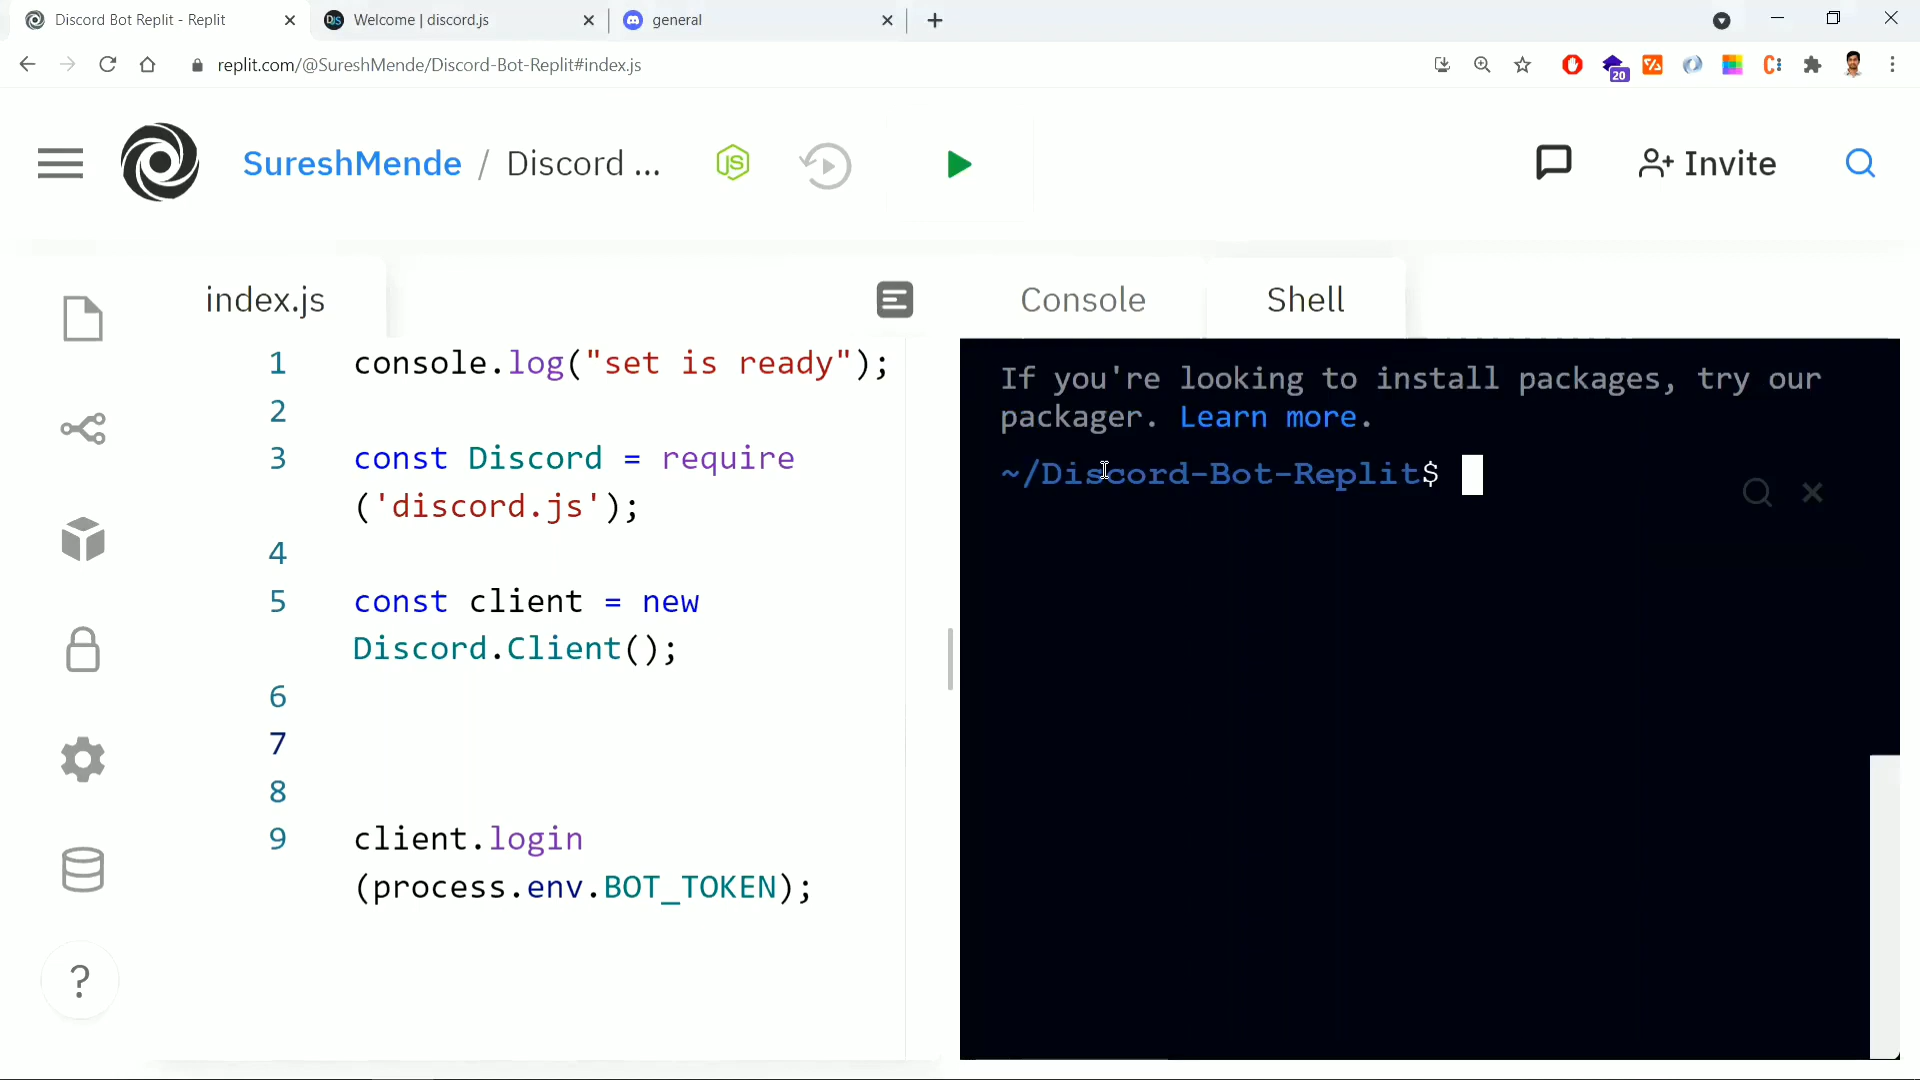 Discord Bot Replit - Replit
Welcome | discord.js
general
replit.com/@SureshMende/Discord-Bot-Replit#index.js
20
SureshMende / Discord ...
JS
Invite
index.js
Console
Shell
1 console.log("set is ready");
2
3 const Discord = require
('discord.js');
4
5 const client = new
Discord.Client();
6
7
8
9 client.login
(process.env.BOT_TOKEN);
?
If you're looking to install packages, try our
packager. Learn more.
~/Discord-Bot-Replit$